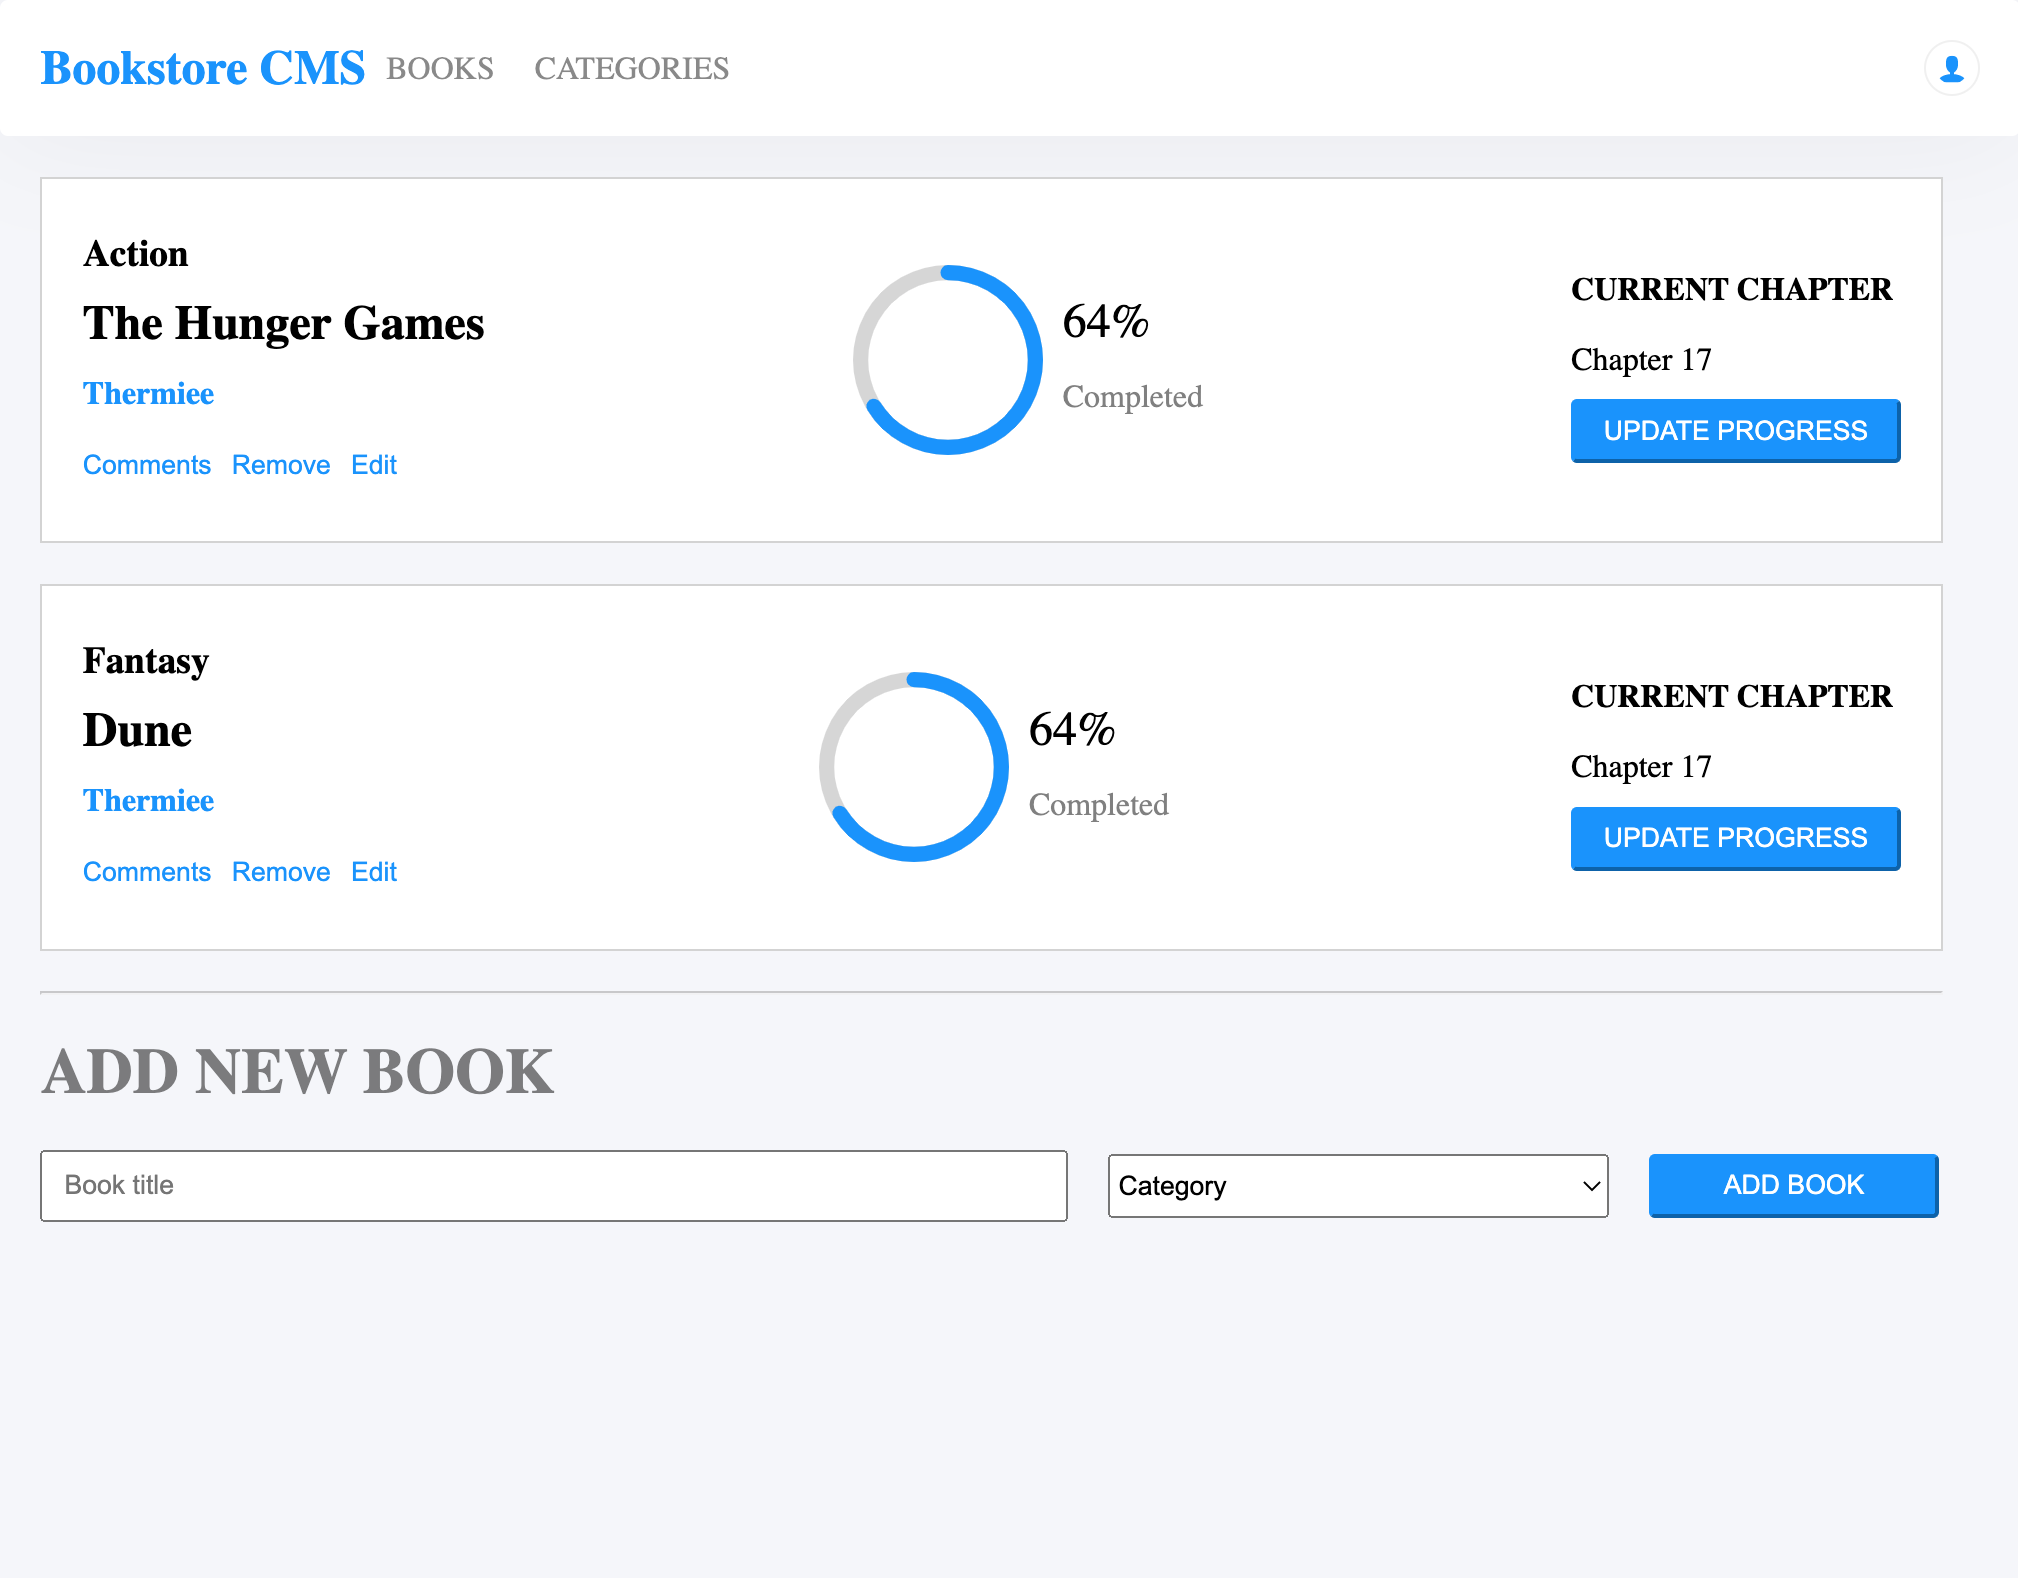 Bookstore CMS BOOKS CATEGORIES
Action
The Hunger Games
Thermiee
Comments Remove Edit
64%
Completed
CURRENT CHAPTER
Chapter 17
UPDATE PROGRESS
Fantasy
Dune
Thermiee
Comments Remove Edit
64%
Completed
CURRENT CHAPTER
Chapter 17
UPDATE PROGRESS
ADD NEW BOOK
Book title
Category
ADD BOOK